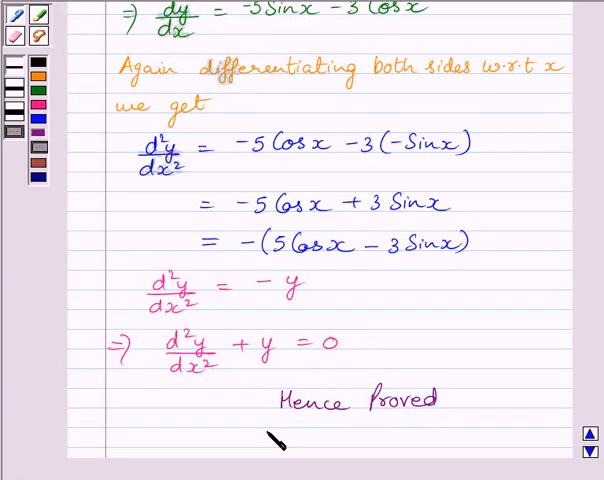 ⇒ dy/dx = -5 Sin x - 3 Cos x
Again differentiating both sides w.r.t x
we get
d²y/dx² = -5 Cos x - 3(-Sin x)
= -5 Cos x + 3 Sin x
= -(5 Cos x - 3 Sin x)
d²y/dx² = - y
⇒ d²y/dx² + y = 0
Hence Proved